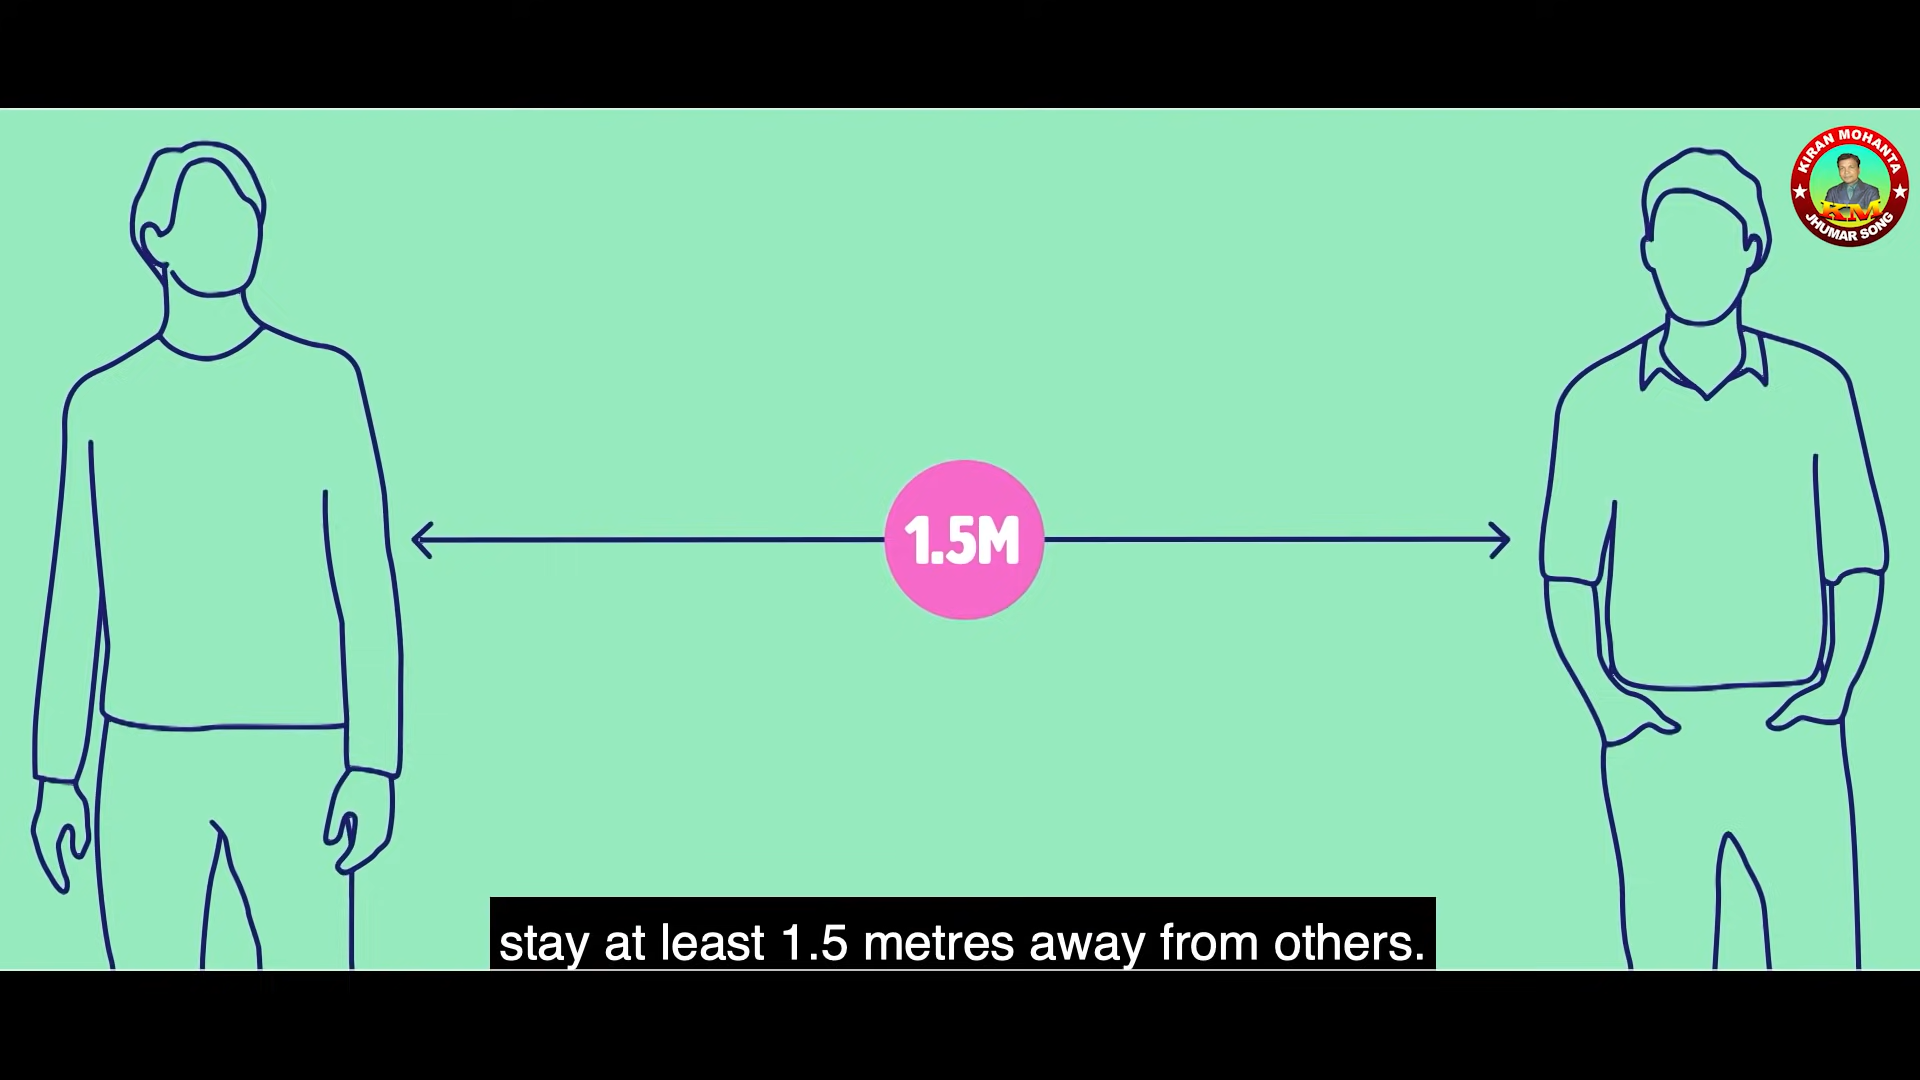 KIRAN MOHANTA
KM
JHUMAR SONG
1.5M
stay at least 1.5 metres away from others.